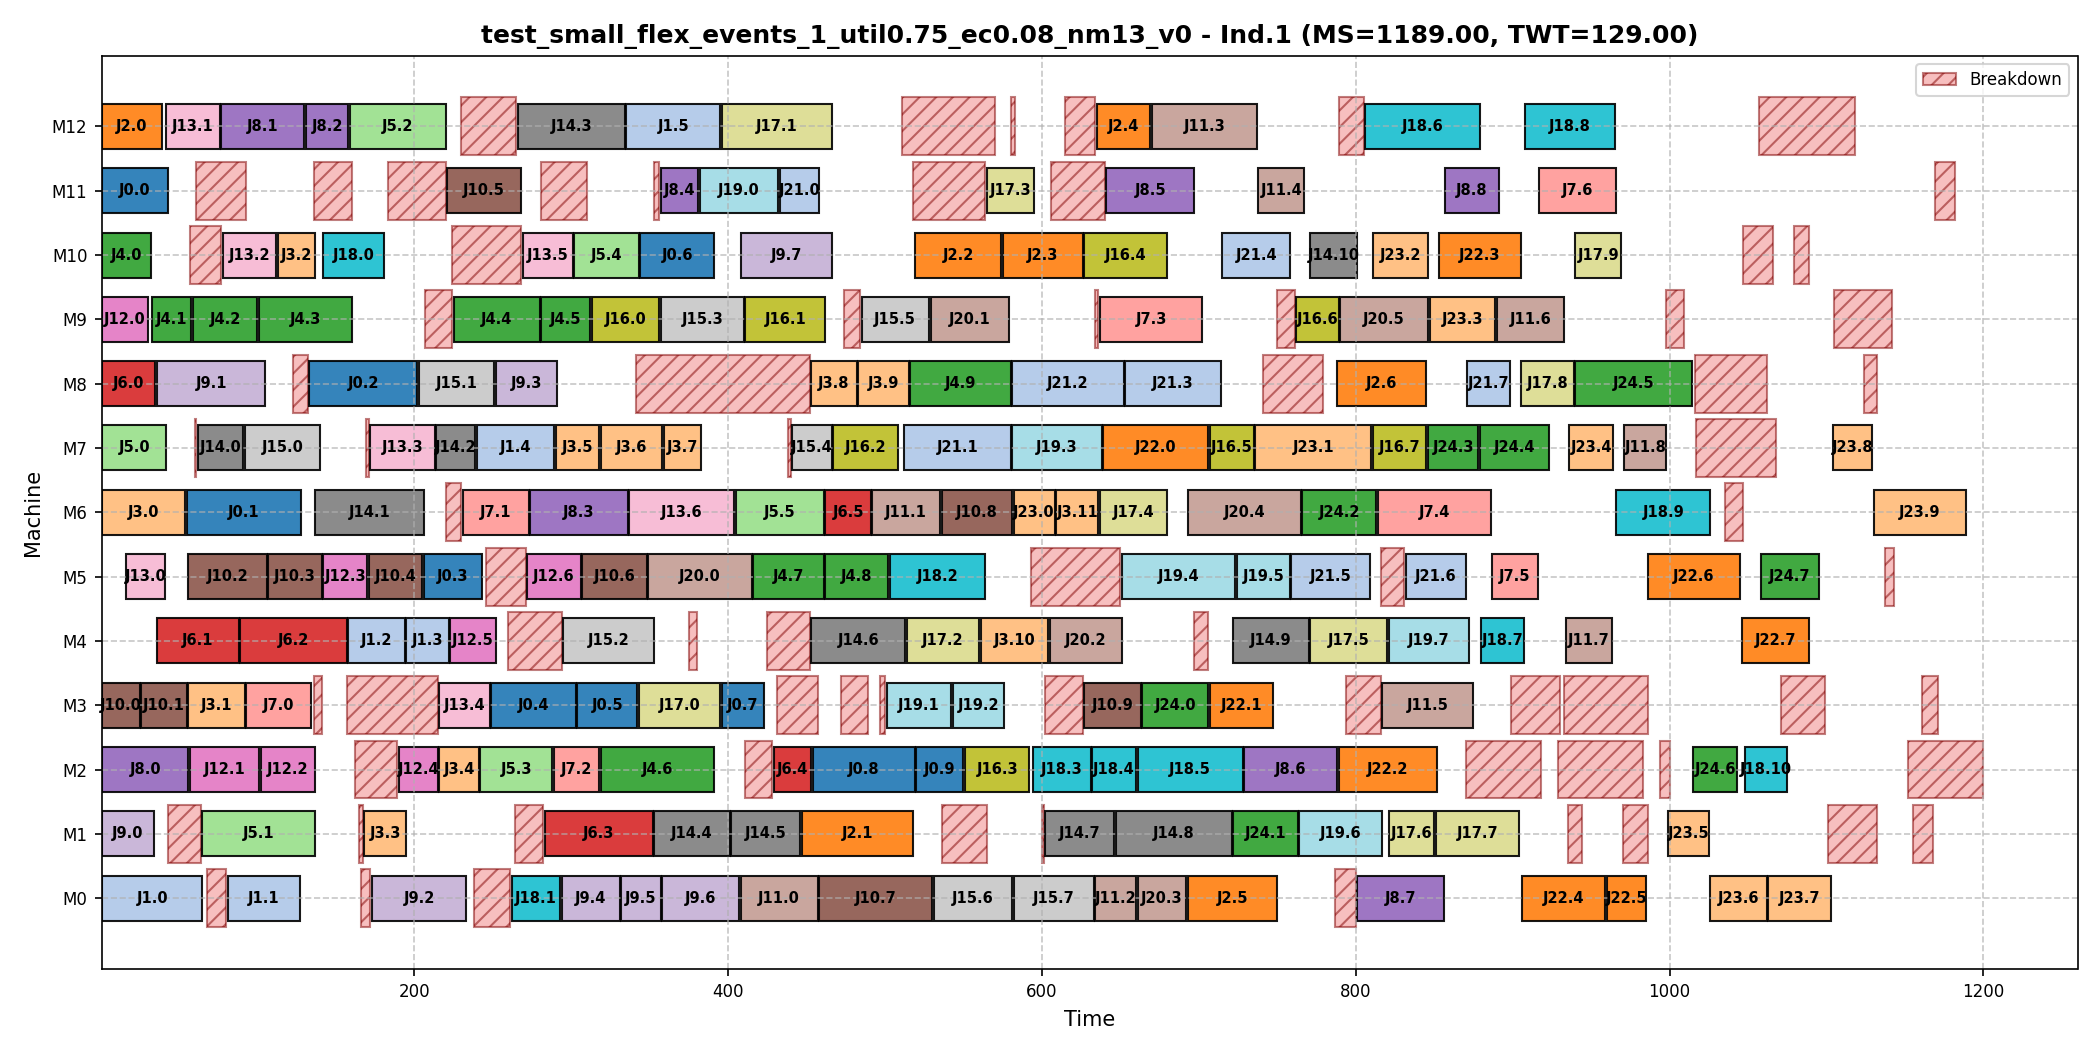 test_small_flex_events_1_util0.75_ec0.08_nm13_v0 - Ind.1 (MS=1189.00, TWT=129.00)
Breakdown
M12 J2.0 J13.1 J8.1 J8.2 J5.2 J14.3 J1.5 J17.1 J2.4 J11.3 J18.6 J18.8
M11 J0.0 J10.5 J8.4 J19.0 J21.0 J17.3 J8.5 J11.4 J8.8 J7.6
M10 J4.0 J13.2 J3.2 J18.0 J13.5 J5.4 J0.6 J9.7 J2.2 J2.3 J16.4 J21.4 J14.10 J23.2 J22.3 J17.9
M9 J12.0 J4.1 J4.2 J4.3 J4.4 J4.5 J16.0 J15.3 J16.1 J15.5 J20.1 J7.3 J16.6 J20.5 J23.3 J11.6
M8 J6.0 J9.1 J0.2 J15.1 J9.3 J3.8 J3.9 J4.9 J21.2 J21.3 J2.6 J21.7 J17.8 J24.5
M7 J5.0 J14.0 J15.0 J13.3 J14.2 J1.4 J3.5 J3.6 J3.7 J15.4 J16.2 J21.1 J19.3 J22.0 J16.5 J23.1 J16.7 J24.3 J24.4 J23.4 J11.8 J23.8
M6 J3.0 J0.1 J14.1 J7.1 J8.3 J13.6 J5.5 J6.5 J11.1 J10.8 J23.0 J3.11 J17.4 J20.4 J24.2 J7.4 J18.9 J23.9
M5 J13.0 J10.2 J10.3 J12.3 J10.4 J0.3 J12.6 J10.6 J20.0 J4.7 J4.8 J18.2 J19.4 J19.5 J21.5 J21.6 J7.5 J22.6 J24.7
M4 J6.1 J6.2 J1.2 J1.3 J12.5 J15.2 J14.6 J17.2 J3.10 J20.2 J14.9 J17.5 J19.7 J18.7 J11.7 J22.7
M3 J10.0 J10.1 J3.1 J7.0 J13.4 J0.4 J0.5 J17.0 J0.7 J19.1 J19.2 J10.9 J24.0 J22.1 J11.5
M2 J8.0 J12.1 J12.2 J12.4 J3.4 J5.3 J7.2 J4.6 J6.4 J0.8 J0.9 J16.3 J18.3 J18.4 J18.5 J8.6 J22.2 J24.6 J18.10
M1 J9.0 J5.1 J3.3 J6.3 J14.4 J14.5 J2.1 J14.7 J14.8 J24.1 J19.6 J17.6 J17.7 J23.5
M0 J1.0 J1.1 J9.2 J18.1 J9.4 J9.5 J9.6 J11.0 J10.7 J15.6 J15.7 J11.2 J20.3 J2.5 J8.7 J22.4 J22.5 J23.6 J23.7
Machine
200 400 600 800 1000 1200
Time